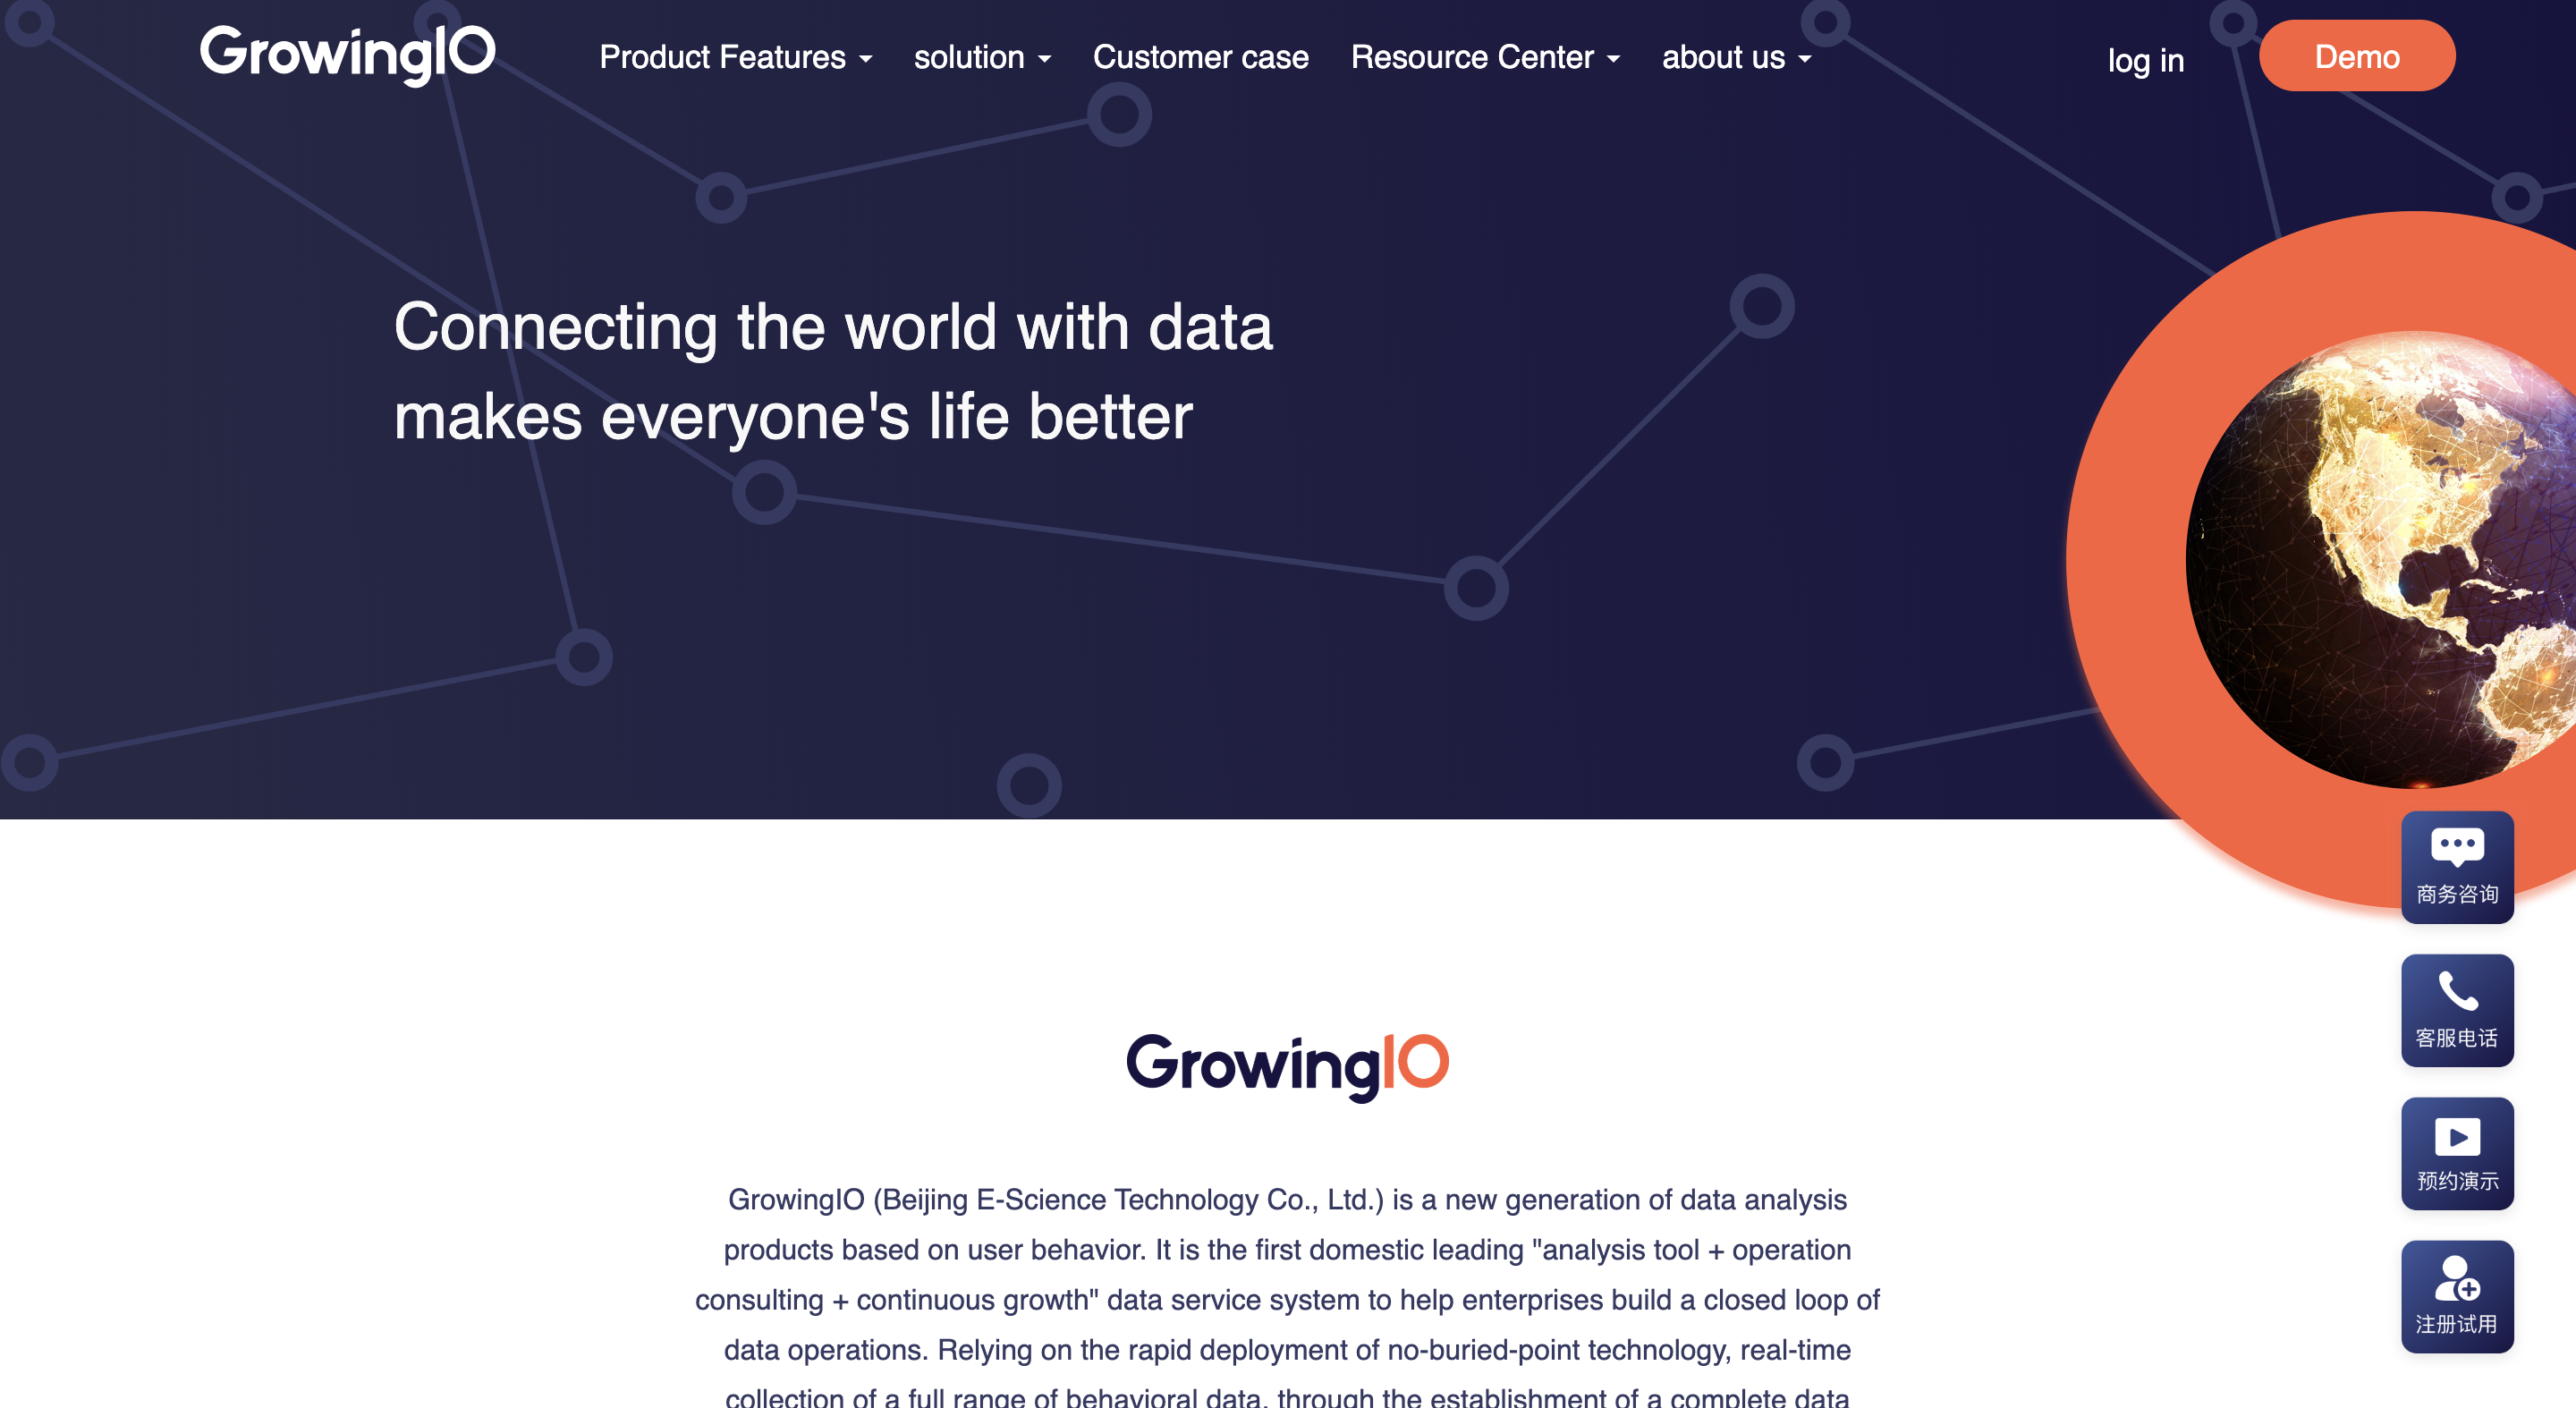 GrowingIO
Product Features
solution
Customer case
Resource Center
about us
log in
Demo
Connecting the world with data
makes everyone's life better
商务咨询
客服电话
预约演示
注册试用
GrowingIO
GrowingIO (Beijing E-Science Technology Co., Ltd.) is a new generation of data analysis
products based on user behavior. It is the first domestic leading "analysis tool + operation
consulting + continuous growth" data service system to help enterprises build a closed loop of
data operations. Relying on the rapid deployment of no-buried-point technology, real-time
collection of a full range of behavioral data, through the establishment of a complete data